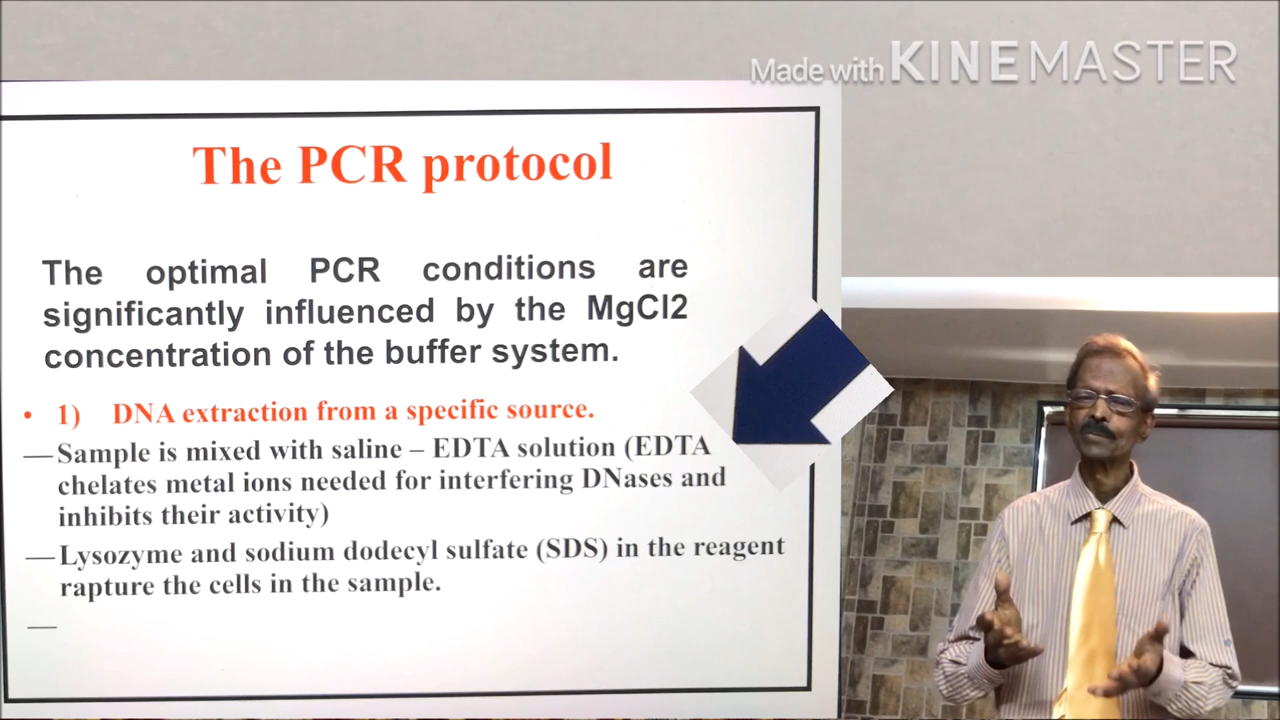 Made with KINEMASTER
The PCR protocol
The optimal PCR conditions are
significantly influenced by the MgCl2
concentration of the buffer system.
• 1) DNA extraction from a specific source.
— Sample is mixed with saline – EDTA solution (EDTA
chelates metal ions needed for interfering DNases and
inhibits their activity)
— Lysozyme and sodium dodecyl sulfate (SDS) in the reagent
rapture the cells in the sample.
—